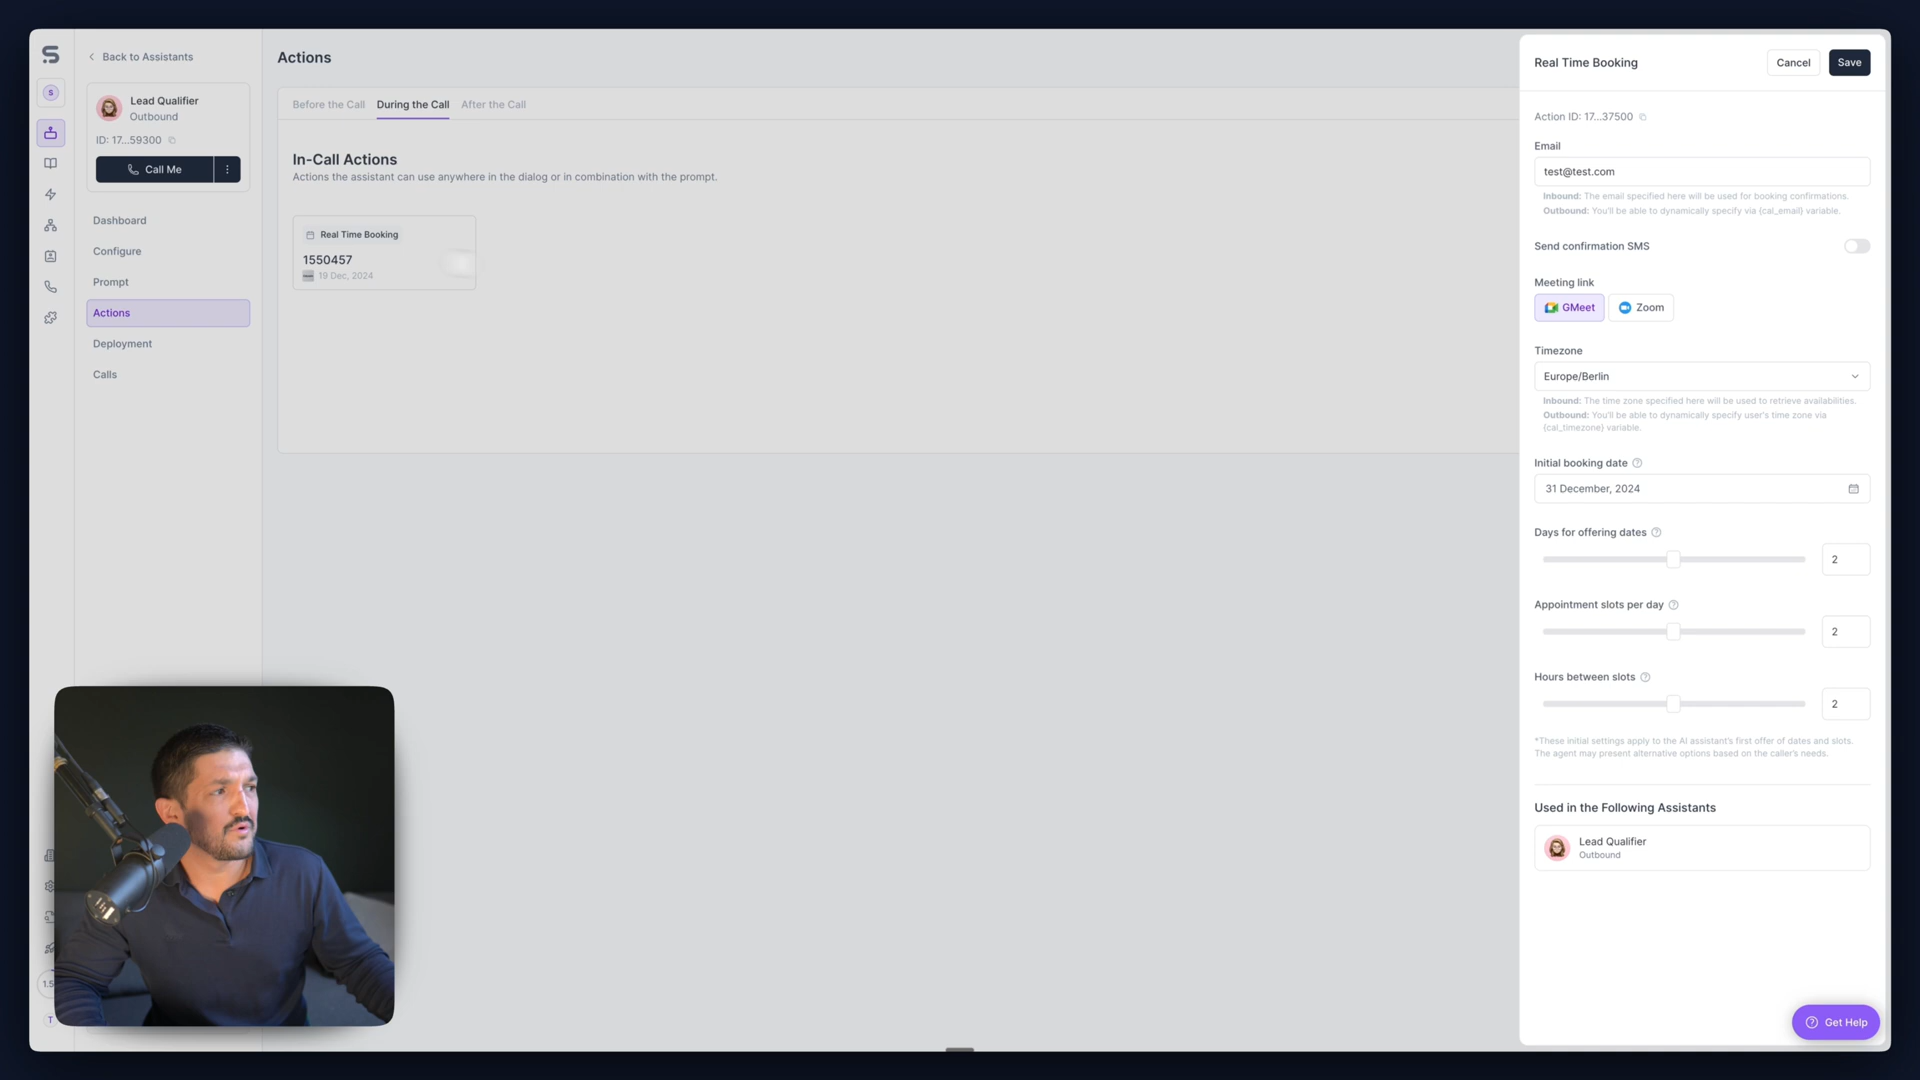 Back to Assistants
S
Lead Qualifier
Outbound
ID: 17...59300
Call Me
Dashboard
Configure
Prompt
Actions
Deployment
Calls
T
Actions
Before the Call
During the Call
After the Call
In-Call Actions
Actions the assistant can use anywhere in the dialog or in combination with the prompt.
Real Time Booking
1550457
19 Dec, 2024
Real Time Booking
Cancel
Save
Action ID: 17...37500
Email
test@test.com
Inbound: The email specified here will be used for booking confirmations.
Outbound: You'll be able to dynamically specify via {cal_email} variable.
Send confirmation SMS
Meeting link
GMeet
Zoom
Timezone
Europe/Berlin
Inbound: The time zone specified here will be used to retrieve availabilities.
Outbound: You'll be able to dynamically specify user's time zone via
{cal_timezone} variable.
Initial booking date
31 December, 2024
Days for offering dates
2
Appointment slots per day
2
Hours between slots
2
*These initial settings apply to the AI assistant's first offer of dates and slots.
The agent may present alternative options based on the caller's needs.
Used in the Following Assistants
Lead Qualifier
Outbound
Get Help